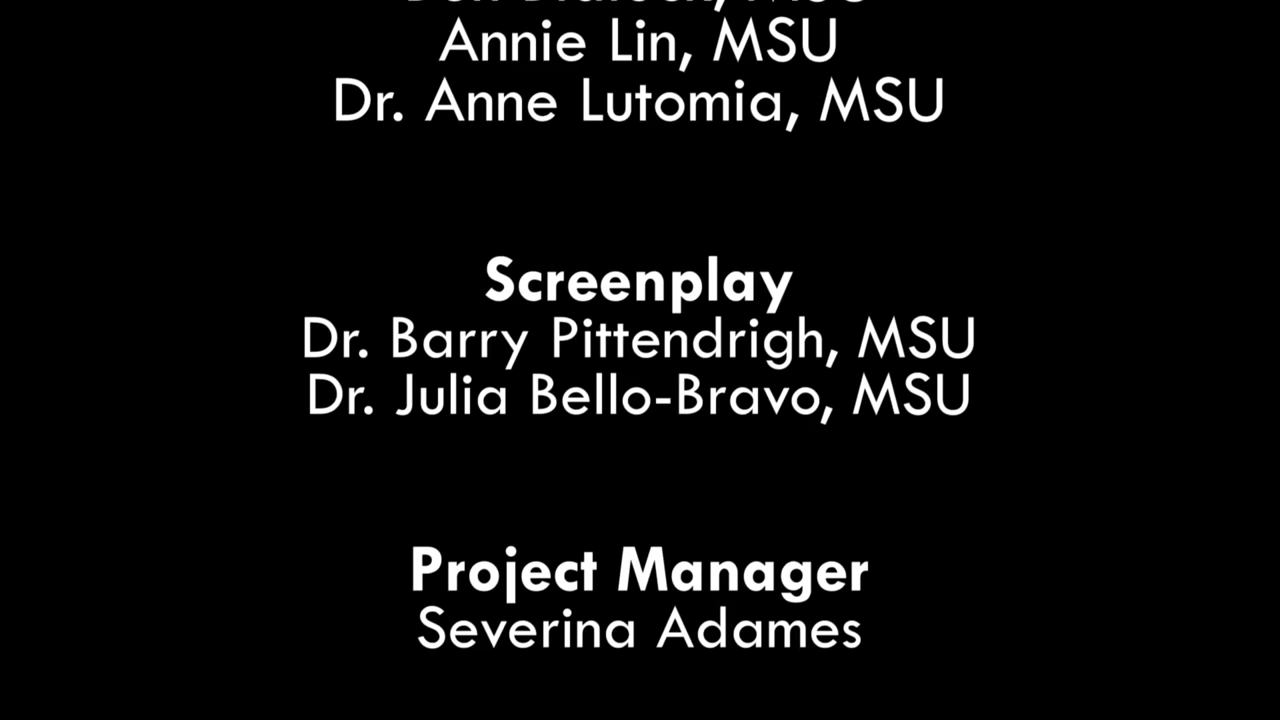 Annie Lin, MSU
Dr. Anne Lutomia, MSU
Screenplay
Dr. Barry Pittendrigh, MSU
Dr. Julia Bello-Bravo, MSU
Project Manager
Severina Adames